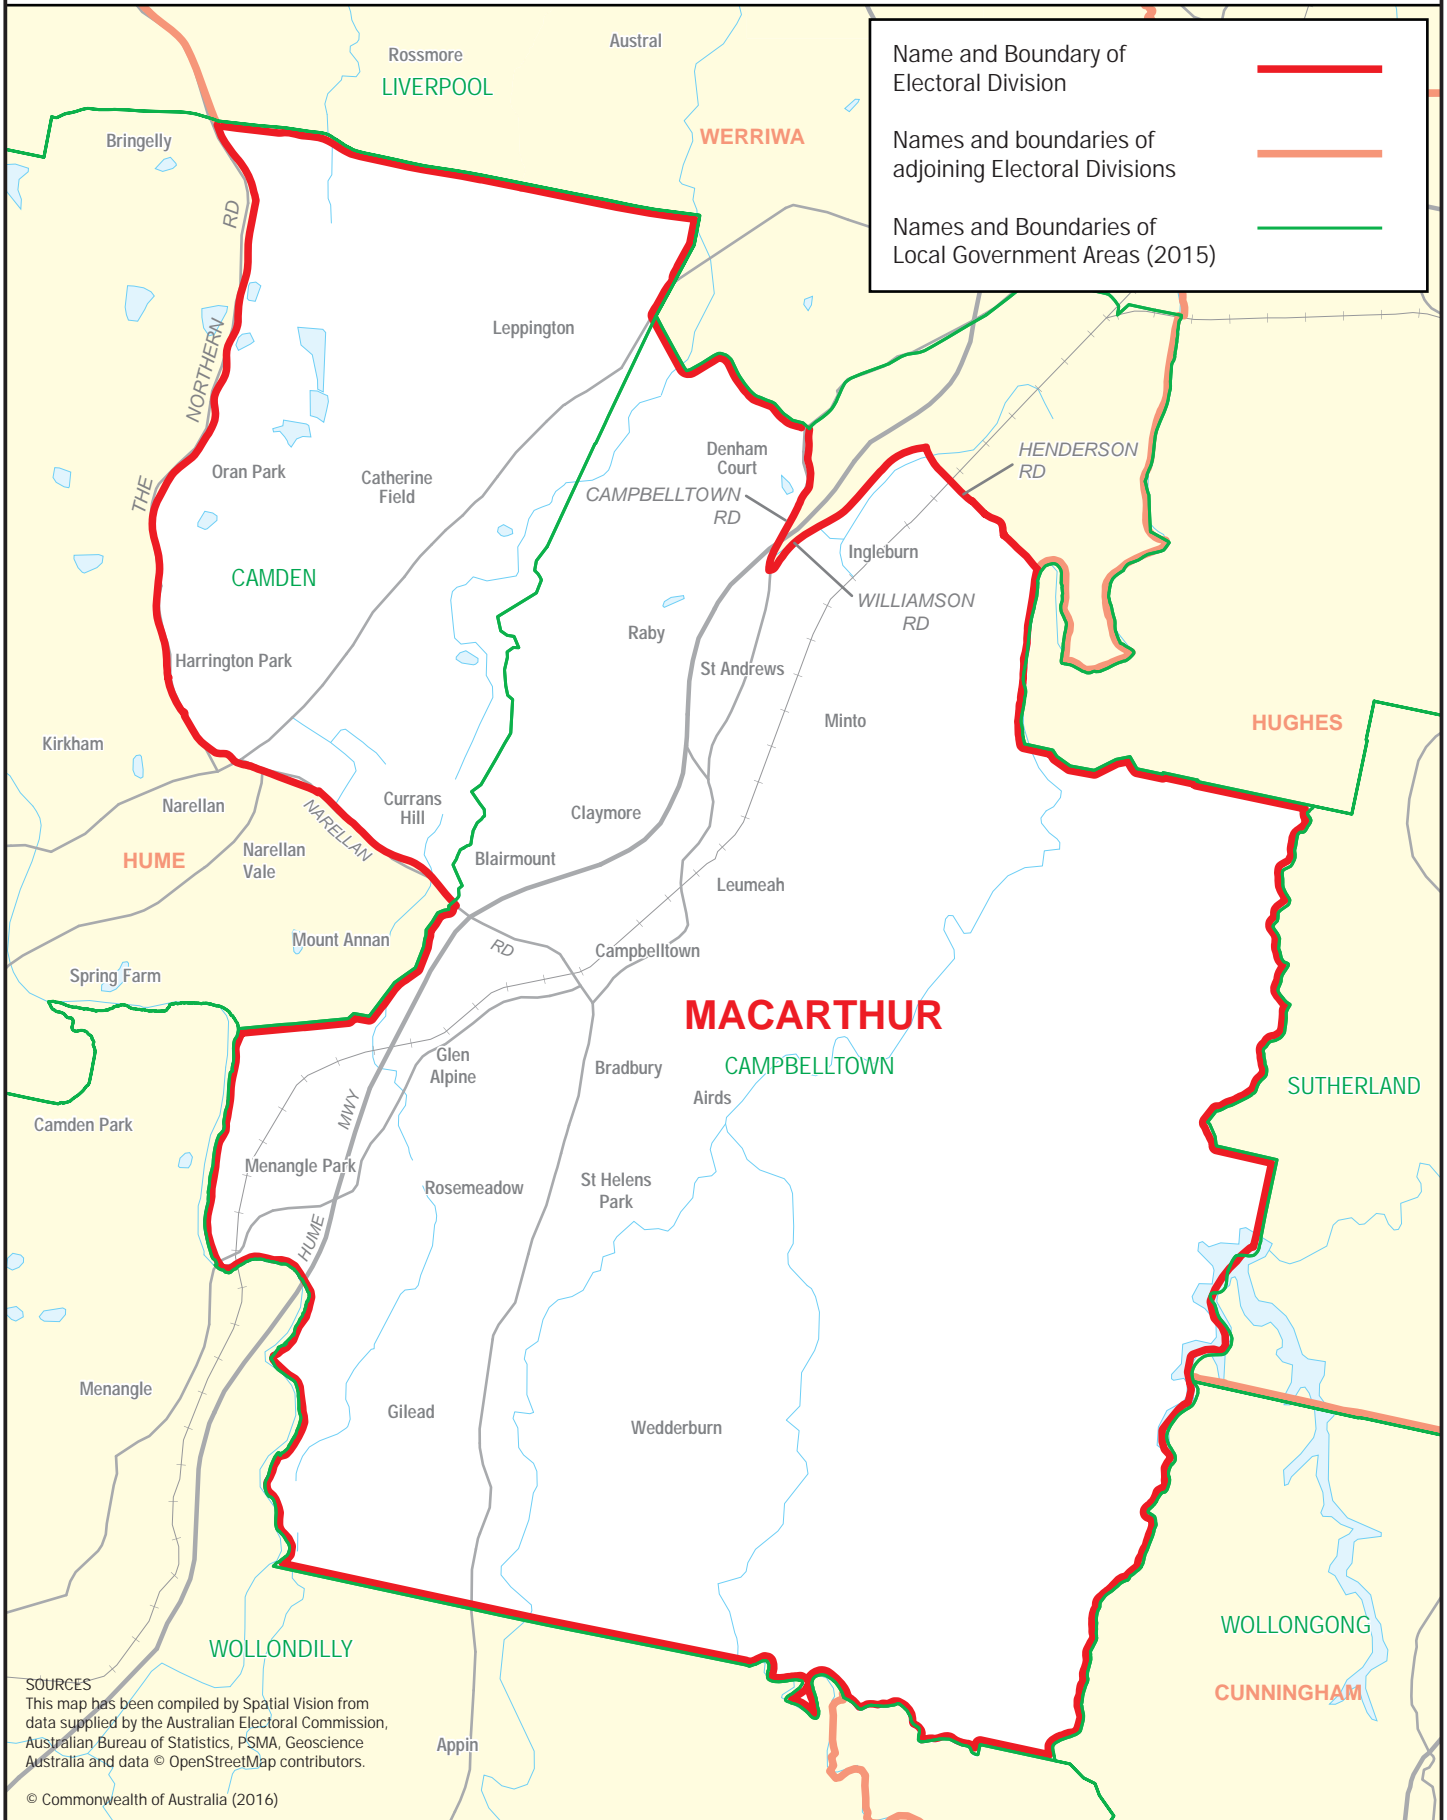 Name and Boundary of
Electoral Division
Names and boundaries of
adjoining Electoral Divisions
Names and Boundaries of
Local Government Areas (2015)
Austral
Rossmore
LIVERPOOL
WERRIWA
Bringelly
RD
NORTHERN
THE
Leppington
Oran Park
Catherine
Field
Denham
Court
CAMPBELLTOWN
RD
HENDERSON
RD
Ingleburn
WILLIAMSON
RD
CAMDEN
Raby
Harrington Park
St Andrews
Minto
HUGHES
Kirkham
Narellan
NARELLAN
Currans
Hill
Claymore
HUME
Narellan
Vale
Blairmount
Leumeah
Mount Annan
RD
Campbelltown
Spring Farm
MACARTHUR
CAMPBELLTOWN
Glen
Alpine
Bradbury
Airds
SUTHERLAND
Camden Park
MWY
Menangle Park
Rosemeadow
St Helens
Park
HUME
Menangle
Gilead
Wedderburn
WOLLONDILLY
WOLLONGONG
CUNNINGHAM
Appin
SOURCES
This map has been compiled by Spatial Vision from
data supplied by the Australian Electoral Commission,
Australian Bureau of Statistics, PSMA, Geoscience
Australia and data © OpenStreetMap contributors.
© Commonwealth of Australia (2016)